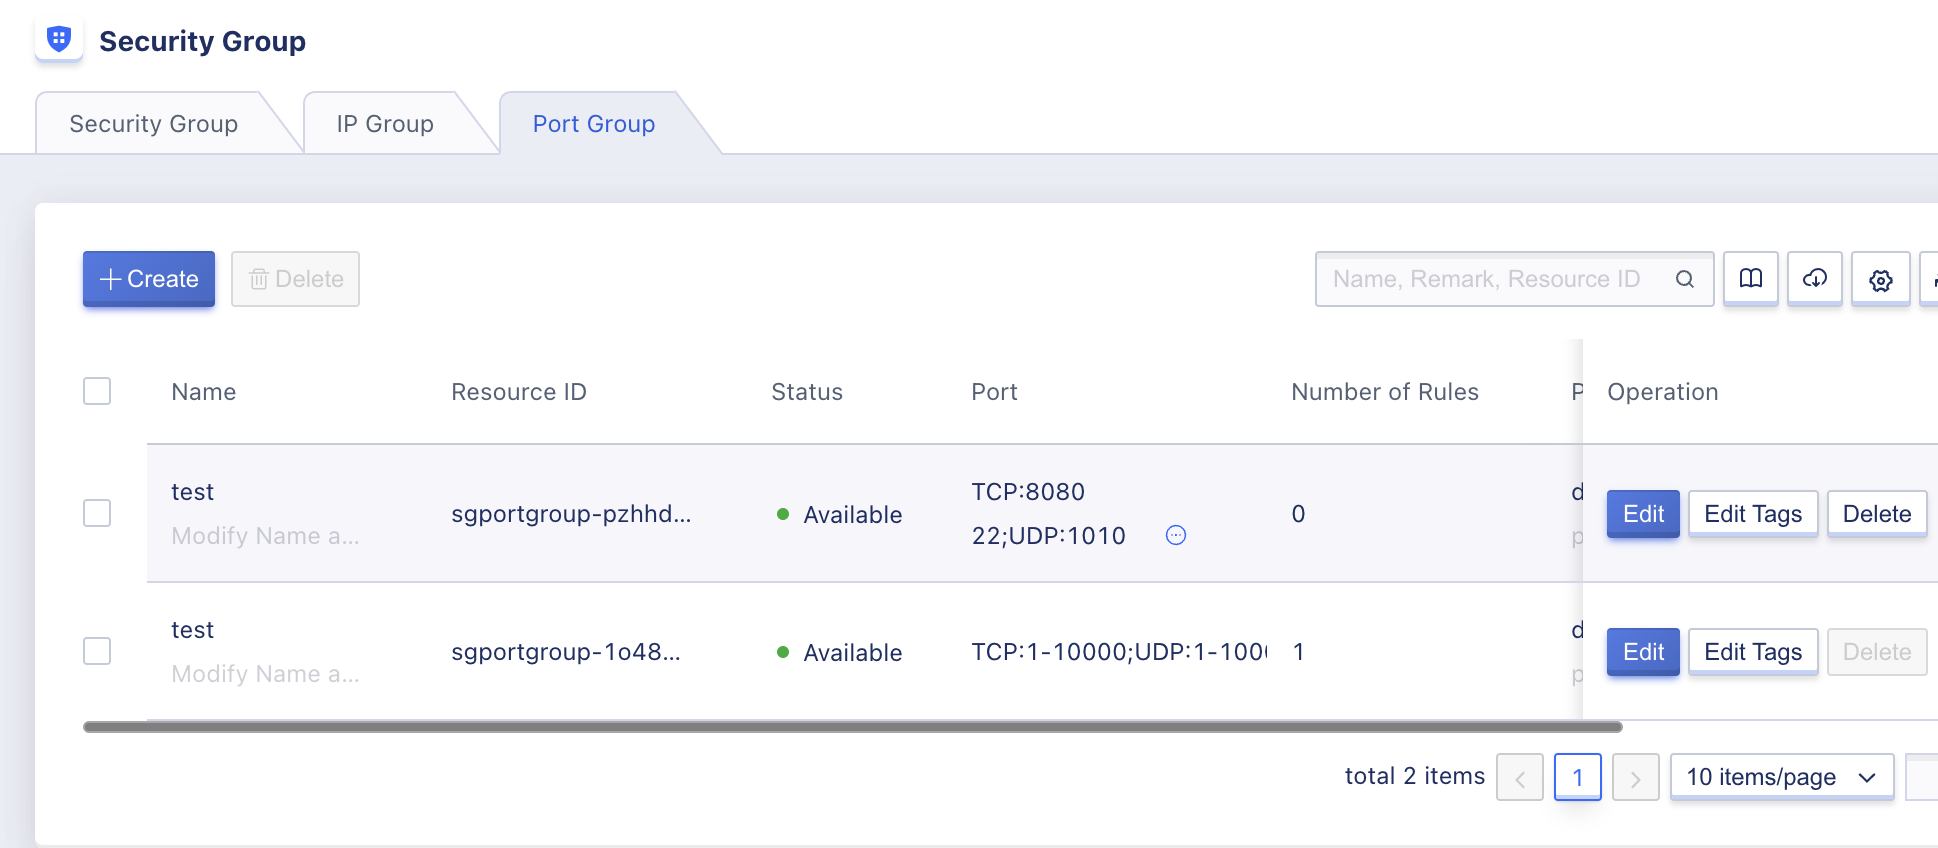 Security Group
Security Group
IP Group
Port Group
Create
Delete
Name, Remark, Resource ID
Name
Resource ID
Status
Port
Number of Rules
P
Operation
test
Modify Name a...
sgportgroup-pzhhd...
Available
TCP:8080
22;UDP:1010
0
d
p
Edit
Edit Tags
Delete
test
Modify Name a...
sgportgroup-1o48...
Available
TCP:1-10000;UDP:1-100
1
d
p
Edit
Edit Tags
Delete
total 2 items
1
10 items/page